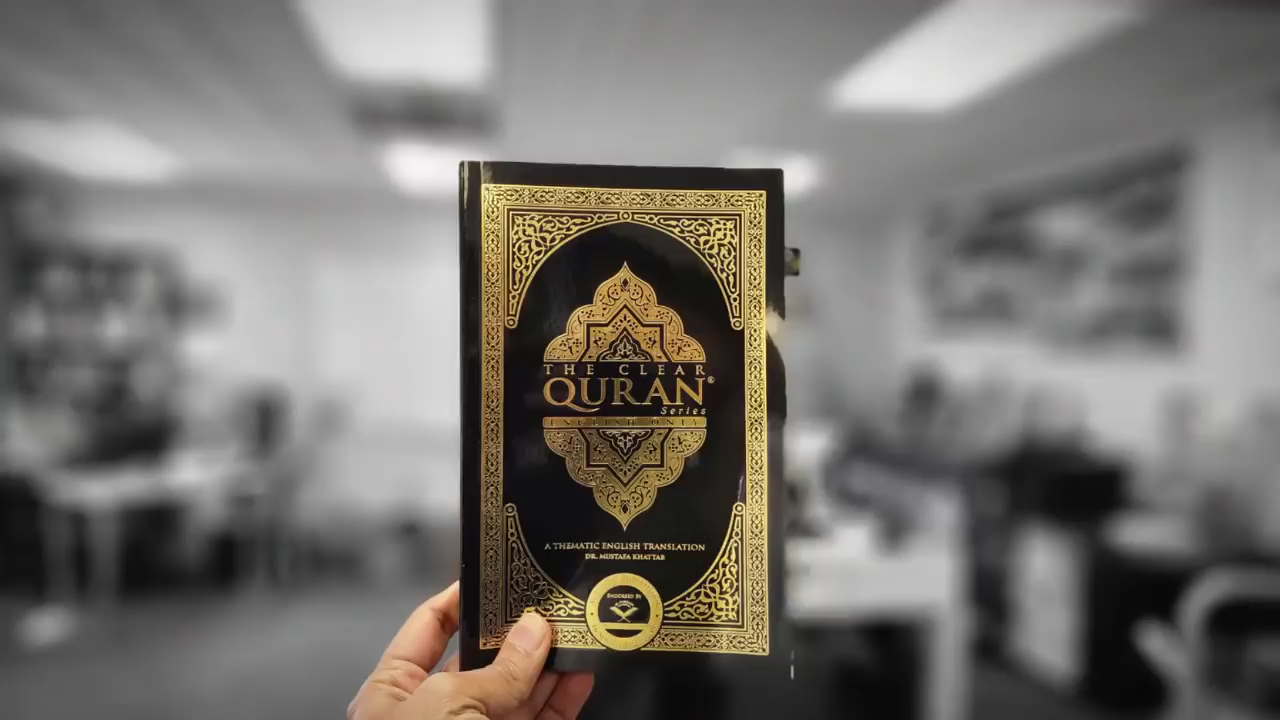 THE CLEAR
QURAN®
Series
ENGLISH ONLY
A THEMATIC ENGLISH TRANSLATION
DR. MUSTAFA KHATTAB
ENDORSED BY